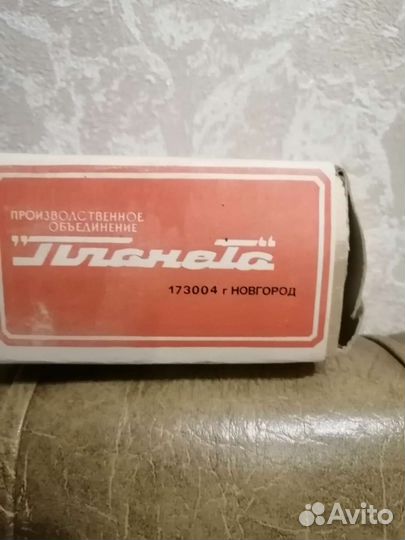 ПРОИЗВОДСТВЕННОЕ
ОБЪЕДИНЕНИЕ
„Планета“
173004 г НОВГОРОД
Avito